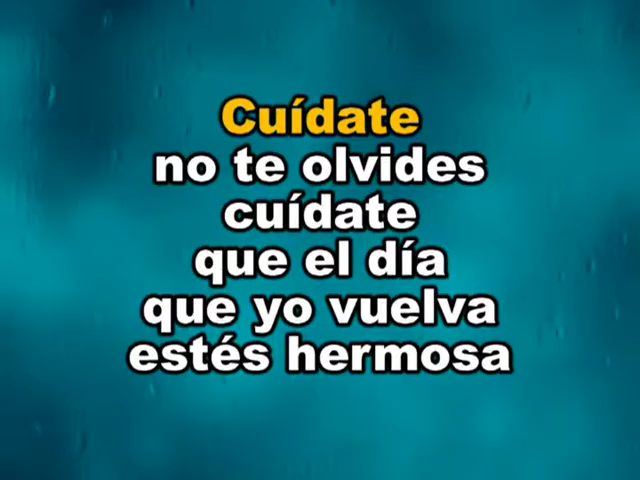 Cuídate
no te olvides
cuídate
que el día
que yo vuelva
estés hermosa